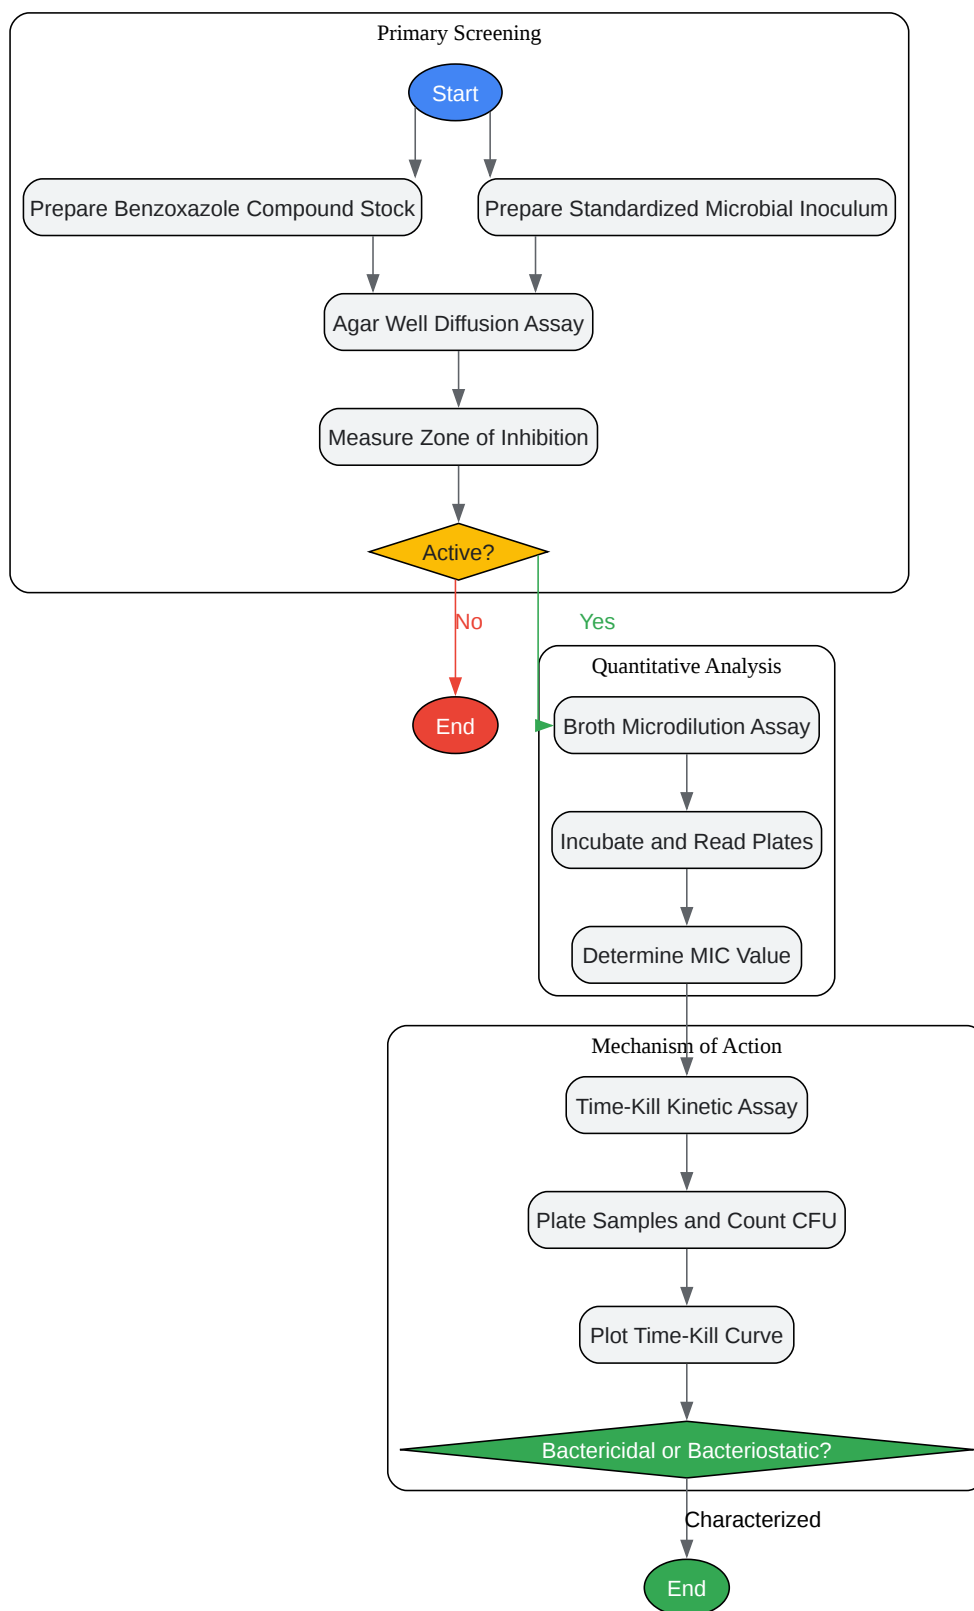 Primary Screening
Start
Prepare Benzoxazole Compound Stock
Prepare Standardized Microbial Inoculum
Agar Well Diffusion Assay
Measure Zone of Inhibition
Active?
No
Yes
Quantitative Analysis
End
Broth Microdilution Assay
Incubate and Read Plates
Determine MIC Value
Mechanism of Action
Time-Kill Kinetic Assay
Plate Samples and Count CFU
Plot Time-Kill Curve
Bactericidal or Bacteriostatic?
Characterized
End